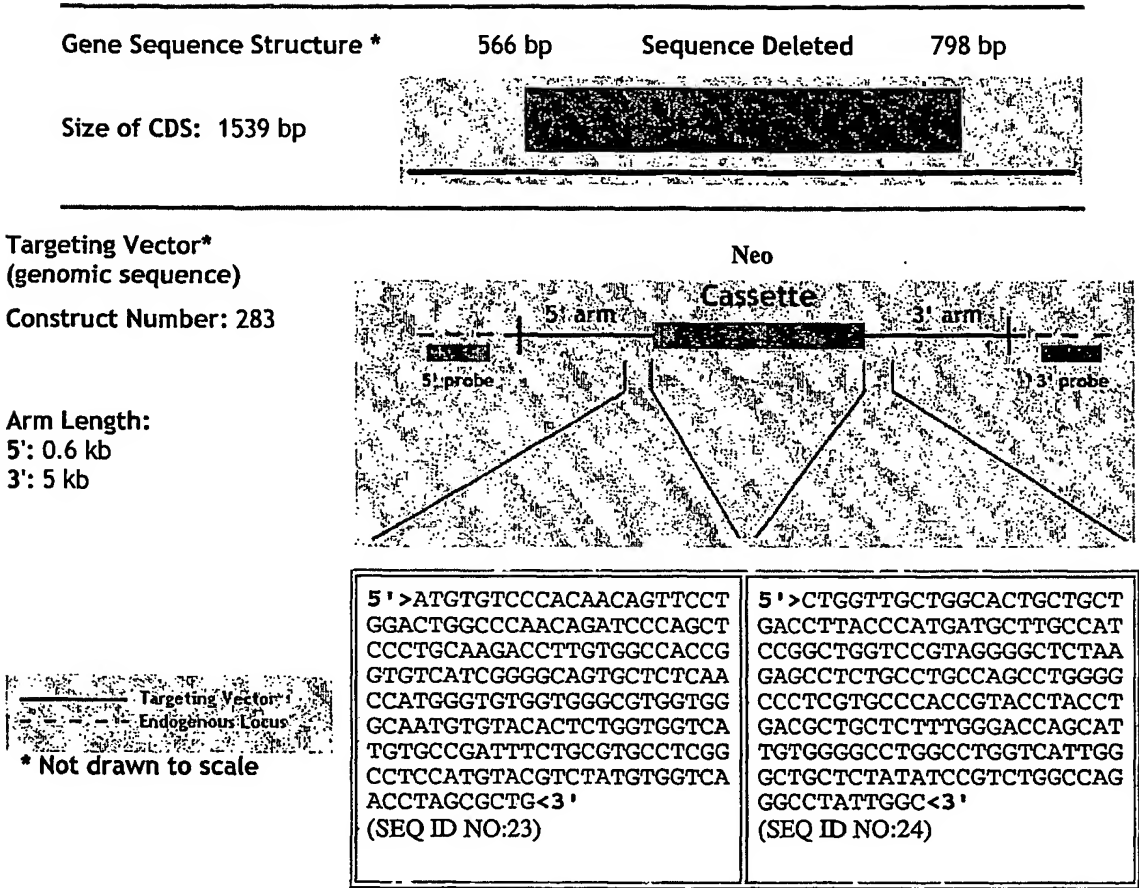 Gene Sequence Structure * 566 bp Sequence Deleted 798 bp
Size of CDS: 1539 bp
Targeting Vector*
(genomic sequence)
Construct Number: 283
Arm Length:
5': 0.6 kb
3': 5 kb
Neo
Cassette
5' arm
3' arm
5' probe
3' probe
Targeting Vector
Endogenous Locus
* Not drawn to scale
5'>ATGTGTCCCACAACAGTTCCT
GGACTGGCCCAACAGATCCCAGCT
CCCTGCAAGACCTTGTGGCCACCG
GTGTCATCGGGGCAGTGCTCTCAA
CCATGGGTGTGGTGGGCGTGGTGG
GCAATGTGTACACTCTGGTGGTCA
TGTGCCGATTTCTGCGTGCCTCGG
CCTCCATGTACGTCTATGTGGTCA
ACCTAGCGCTG<3'
(SEQ ID NO:23)
5'>CTGGTTGCTGGCACTGCTGCT
GACCTTACCCATGATGCTTGCCAT
CCGGCTGGTCCGTAGGGGCTCTAA
GAGCCTCTGCCTGCCAGCCTGGGG
CCCTCGTGCCCACCGTACCTACCT
GACGCTGCTCTTTGGGACCAGCAT
TGTGGGGCCTGGCCTGGTCATTGG
GCTGCTCTATATCCGTCTGGCCAG
GGCCTATTGGC<3'
(SEQ ID NO:24)